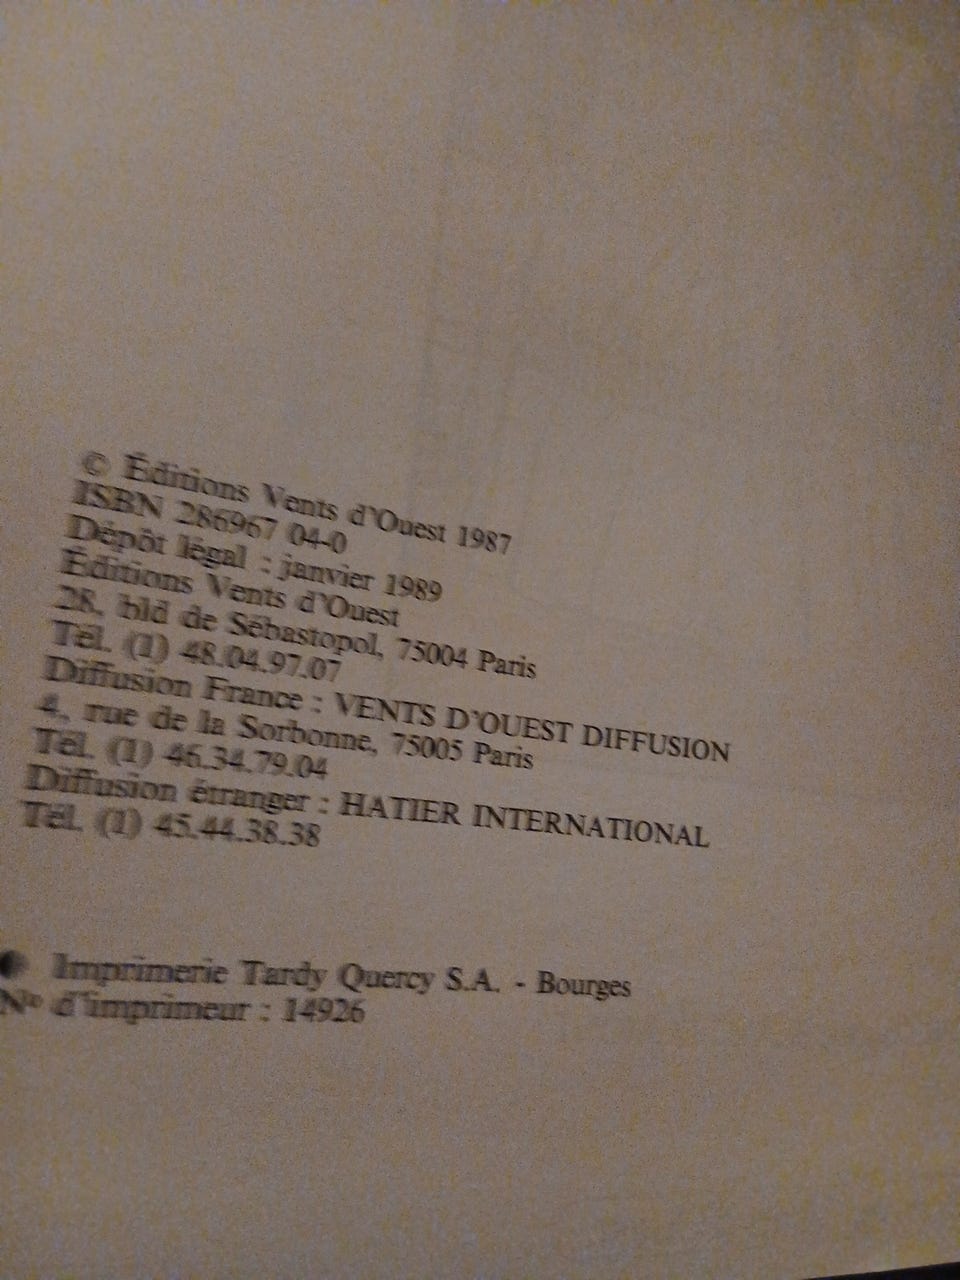 © Éditions Vents d'Ouest 1987
ISBN 286967 04-0
Dépôt légal : janvier 1989
Éditions Vents d'Ouest
28, bld de Sébastopol, 75004 Paris
Tél. (1) 48.04.97.07
Diffusion France : VENTS D'OUEST DIFFUSION
4, rue de la Sorbonne, 75005 Paris
Tél. (1) 46.34.79.04
Diffusion étranger : HATIER INTERNATIONAL
Tél. (1) 45.44.38.38
● Imprimerie Tardy Quercy S.A. - Bourges
Nº d'imprimeur : 14926